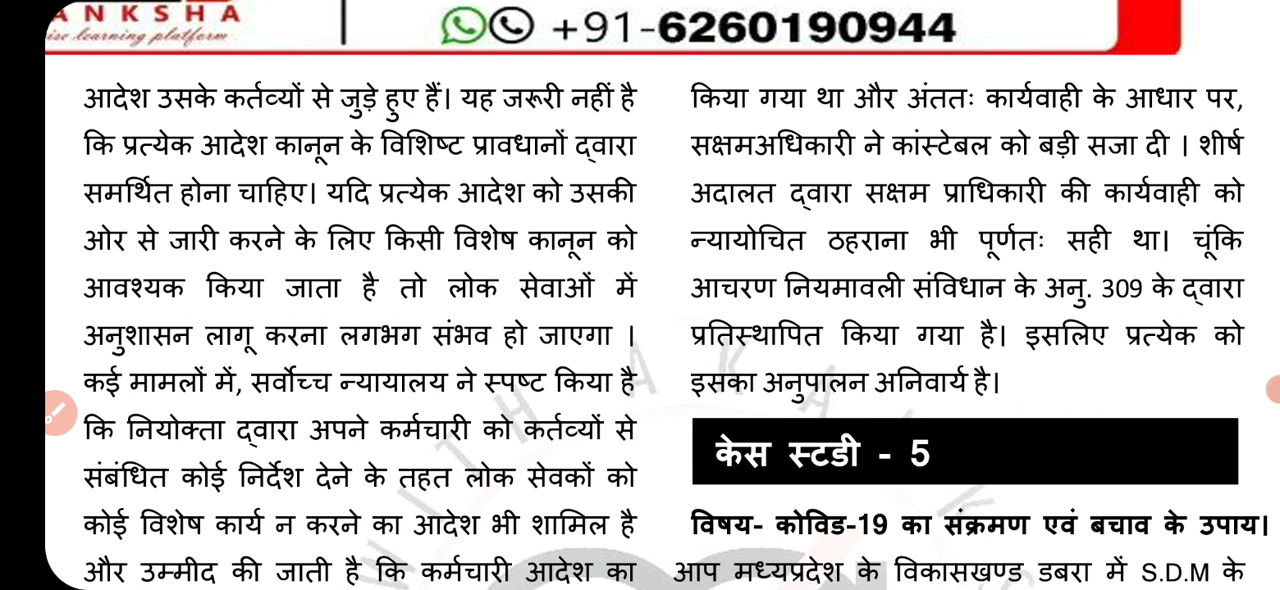 ANKSHA
ise learning platform
+91-6260190944
आदेश उसके कर्तव्यों से जुड़े हुए हैं। यह जरूरी नहीं है
कि प्रत्येक आदेश कानून के विशिष्ट प्रावधानों द्वारा
समर्थित होना चाहिए। यदि प्रत्येक आदेश को उसकी
ओर से जारी करने के लिए किसी विशेष कानून को
आवश्यक किया जाता है तो लोक सेवाओं में
अनुशासन लागू करना लगभग संभव हो जाएगा ।
कई मामलों में, सर्वोच्च न्यायालय ने स्पष्ट किया है
कि नियोक्ता द्वारा अपने कर्मचारी को कर्तव्यों से
संबंधित कोई निर्देश देने के तहत लोक सेवकों को
कोई विशेष कार्य न करने का आदेश भी शामिल है
और उम्मीद की जाती है कि कर्मचारी आदेश का
किया गया था और अंततः कार्यवाही के आधार पर,
सक्षमअधिकारी ने कांस्टेबल को बड़ी सजा दी । शीर्ष
अदालत द्वारा सक्षम प्राधिकारी की कार्यवाही को
न्यायोचित ठहराना भी पूर्णतः सही था। चूंकि
आचरण नियमावली संविधान के अनु. 309 के द्वारा
प्रतिस्थापित किया गया है। इसलिए प्रत्येक को
इसका अनुपालन अनिवार्य है।
केस स्टडी - 5
विषय- कोविड-19 का संक्रमण एवं बचाव के उपाय।
आप मध्यप्रदेश के विकासखण्ड डबरा में S.D.M के